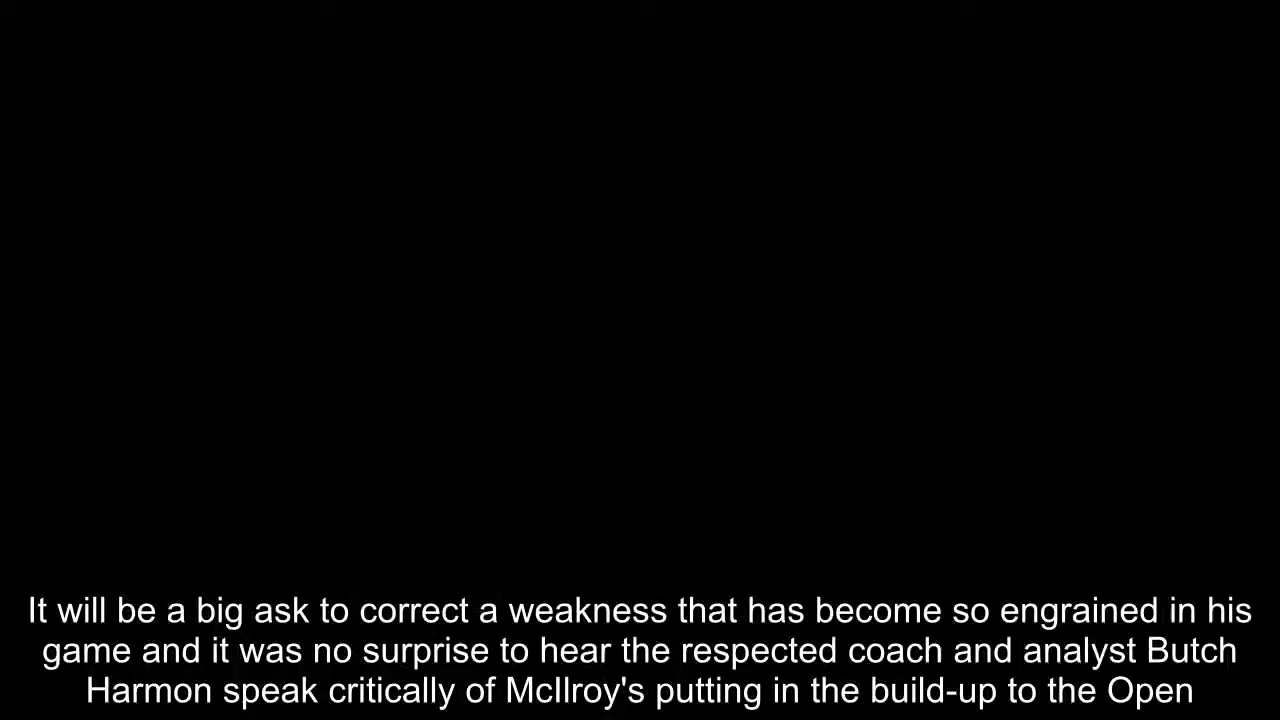 It will be a big ask to correct a weakness that has become so engrained in his
game and it was no surprise to hear the respected coach and analyst Butch
Harmon speak critically of McIlroy's putting in the build-up to the Open